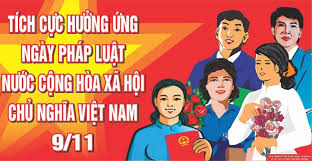 TÍCH CỰC HƯỞNG ỨNG
NGÀY PHÁP LUẬT
NƯỚC CỘNG HÒA XÃ HỘI
CHỦ NGHĨA VIỆT NAM
9/11